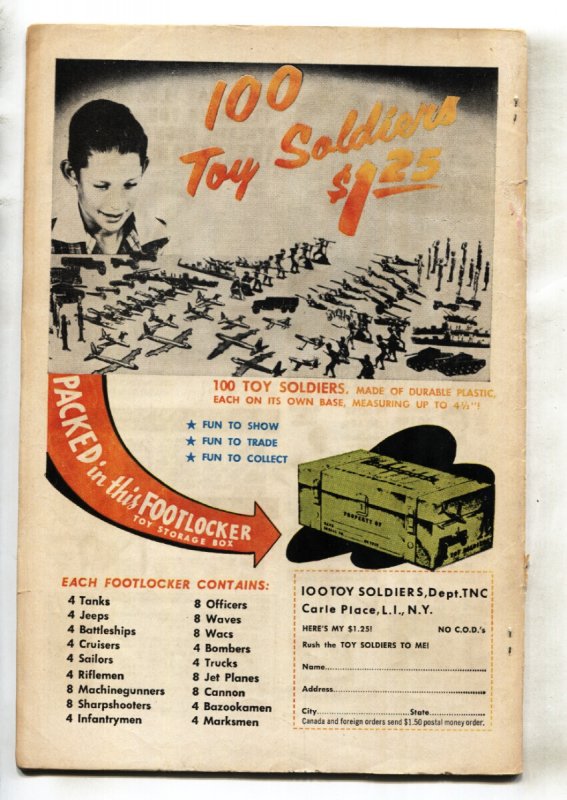 100
Toy Soldiers
$1.25
100 TOY SOLDIERS, MADE OF DURABLE PLASTIC,
EACH ON ITS OWN BASE, MEASURING UP TO 4½"!
★ FUN TO SHOW
★ FUN TO TRADE
★ FUN TO COLLECT
PACKED in this FOOTLOCKER
TOY STORAGE BOX
PROPERTY OF
EACH FOOTLOCKER CONTAINS:
4 Tanks
4 Jeeps
4 Battleships
4 Cruisers
4 Sailors
4 Riflemen
8 Machinegunners
8 Sharpshooters
4 Infantrymen
8 Officers
8 Waves
8 Wacs
4 Bombers
4 Trucks
8 Jet Planes
8 Cannon
4 Bazookamen
4 Marksmen
100 TOY SOLDIERS, Dept. TNC
Carle Place, L.I., N.Y.
HERE'S MY $1.25! NO C.O.D.'s
Rush the TOY SOLDIERS TO ME!
Name
Address
City State
Canada and foreign orders send $1.50 postal money order.